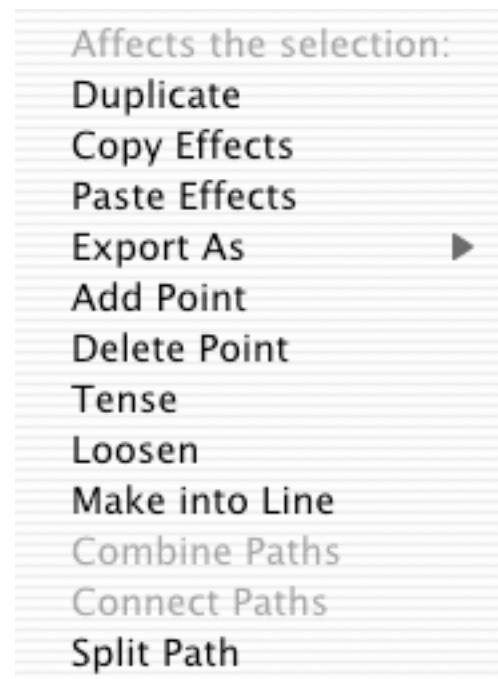 Affects the selection:
Duplicate
Copy Effects
Paste Effects
Export As
Add Point
Delete Point
Tense
Loosen
Make into Line
Combine Paths
Connect Paths
Split Path